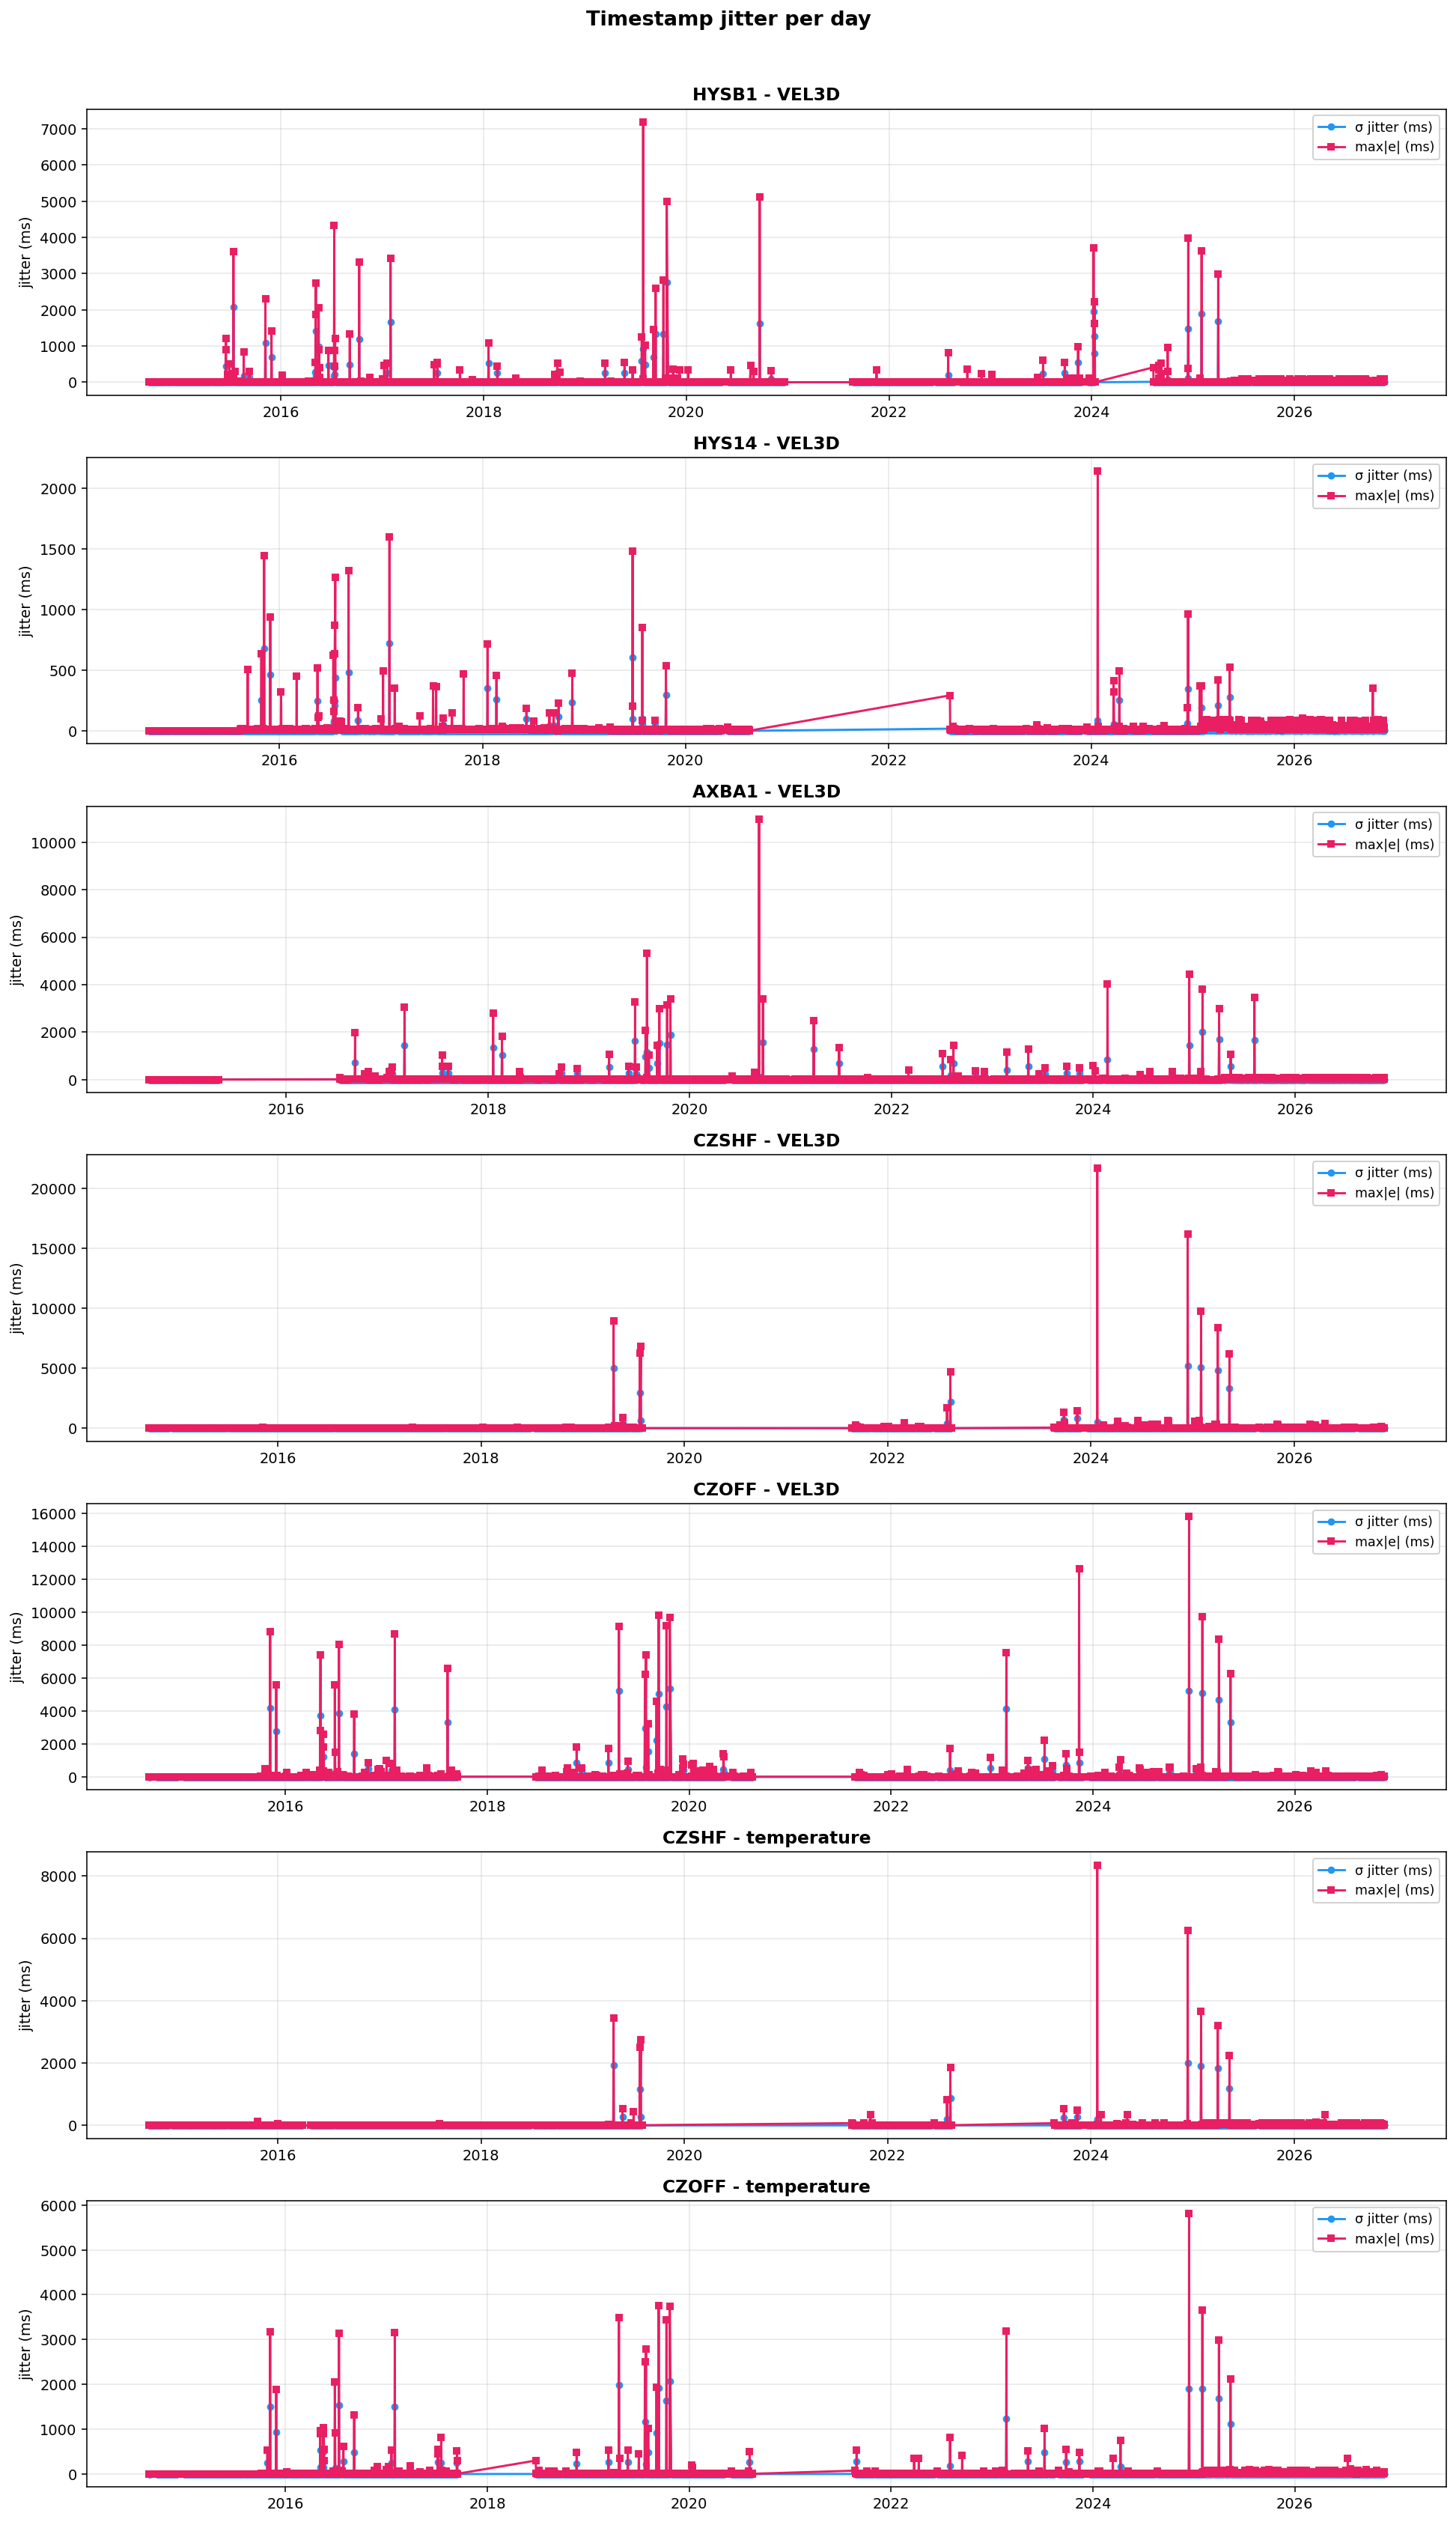 Timestamp jitter per day
HYSB1 - VEL3D
jitter (ms)
7000
6000
5000
4000
3000
2000
1000
0
σ jitter (ms)
max|e| (ms)
2016 2018 2020 2022 2024 2026
HYS14 - VEL3D
jitter (ms)
2000
1500
1000
500
0
σ jitter (ms)
max|e| (ms)
2016 2018 2020 2022 2024 2026
AXBA1 - VEL3D
jitter (ms)
10000
8000
6000
4000
2000
0
σ jitter (ms)
max|e| (ms)
2016 2018 2020 2022 2024 2026
CZSHF - VEL3D
jitter (ms)
20000
15000
10000
5000
0
σ jitter (ms)
max|e| (ms)
2016 2018 2020 2022 2024 2026
CZOFF - VEL3D
jitter (ms)
16000
14000
12000
10000
8000
6000
4000
2000
0
σ jitter (ms)
max|e| (ms)
2016 2018 2020 2022 2024 2026
CZSHF - temperature
jitter (ms)
8000
6000
4000
2000
0
σ jitter (ms)
max|e| (ms)
2016 2018 2020 2022 2024 2026
CZOFF - temperature
jitter (ms)
6000
5000
4000
3000
2000
1000
0
σ jitter (ms)
max|e| (ms)
2016 2018 2020 2022 2024 2026